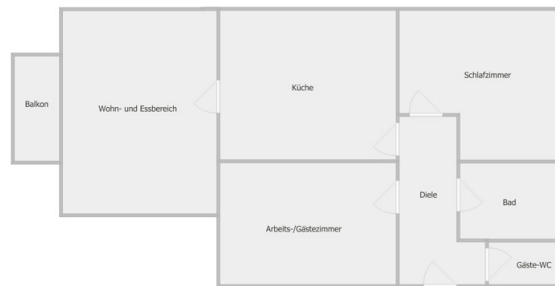 Schlafzimmer
Küche
Balkon
Wohn- und Essbereich
Diele
Bad
Arbeits-/Gästezimmer
Gäste-WC